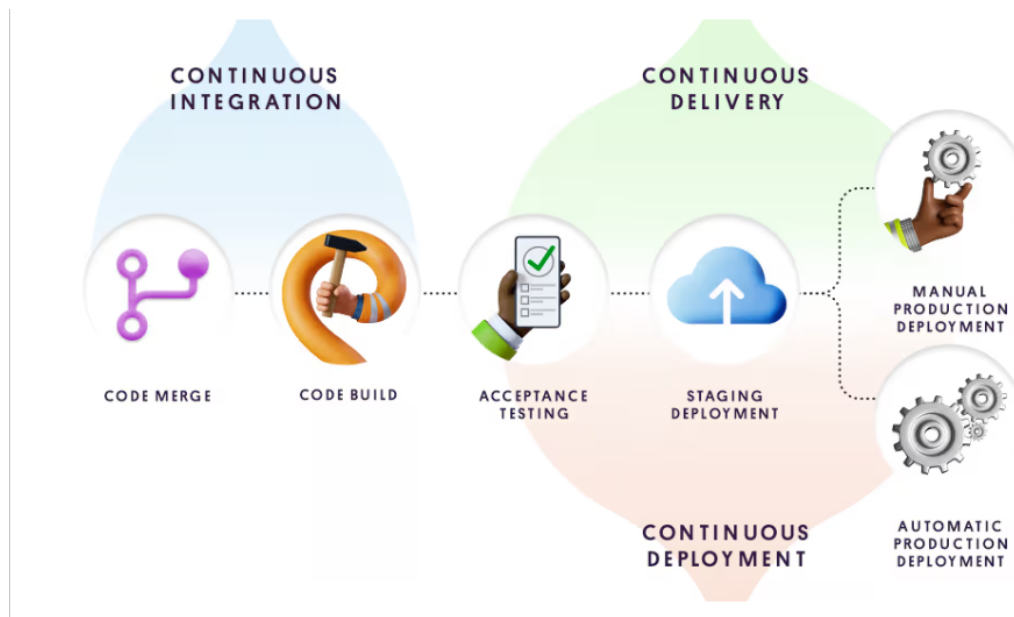 CONTINUOUS
INTEGRATION
CONTINUOUS
DELIVERY
CODE MERGE
CODE BUILD
ACCEPTANCE
TESTING
STAGING
DEPLOYMENT
MANUAL
PRODUCTION
DEPLOYMENT
CONTINUOUS
DEPLOYMENT
AUTOMATIC
PRODUCTION
DEPLOYMENT